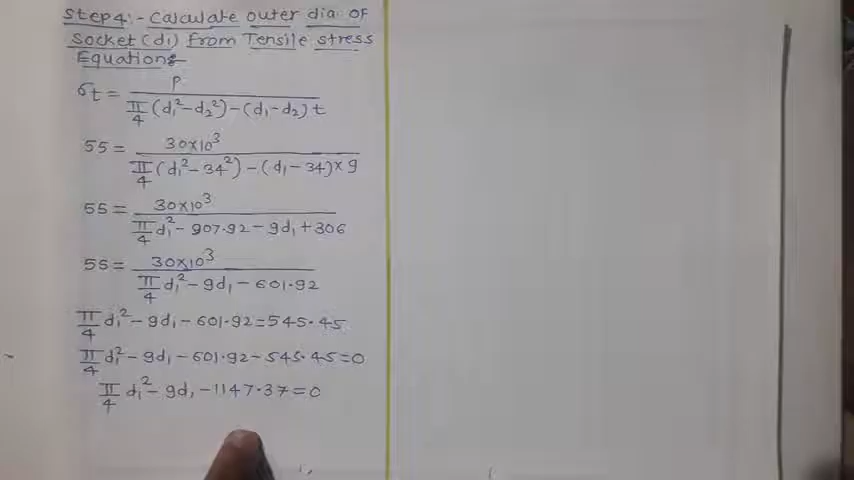 Step4:- Calculate outer dia. of
Socket (d₁) from Tensile stress
Equation:-
σt = P / π/4 (d₁² - d₂²) - (d₁ - d₂) t
55 = 30×10³ / π/4 (d₁² - 34²) - (d₁ - 34) × 9
55 = 30×10³ / π/4 d₁² - 907.92 - 9d₁ + 306
55 = 30×10³ / π/4 d₁² - 9d₁ - 601.92
π/4 d₁² - 9d₁ - 601.92 = 545.45
π/4 d₁² - 9d₁ - 601.92 - 545.45 = 0
π/4 d₁² - 9d₁ - 1147.37 = 0